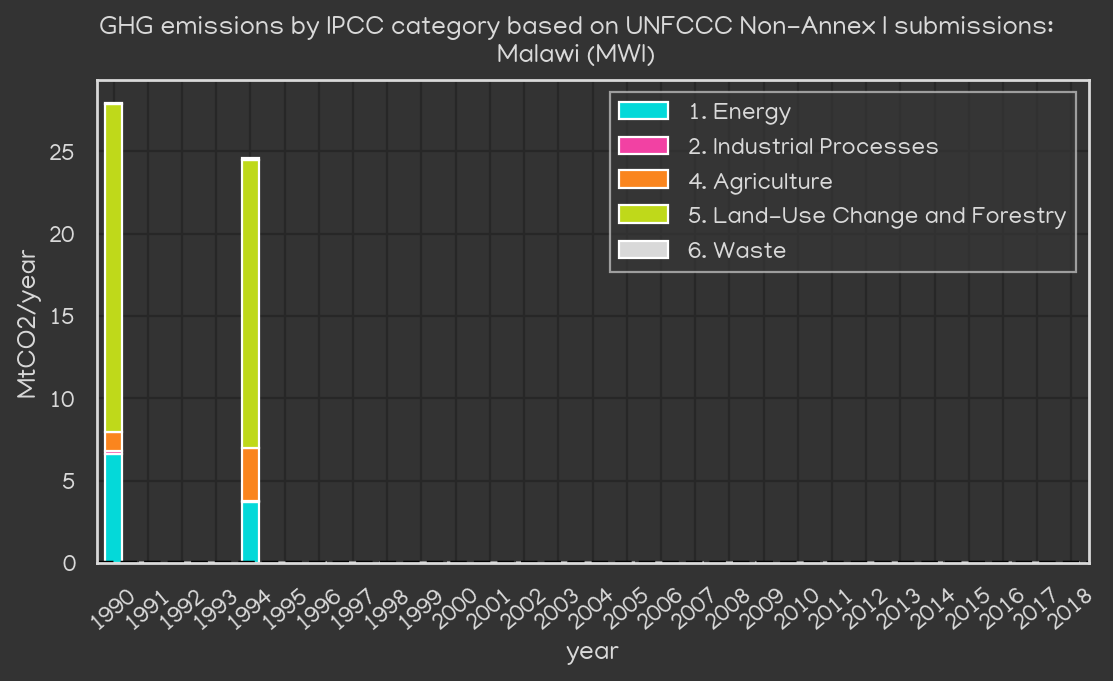 GHG emissions by IPCC category based on UNFCCC Non-Annex I submissions:
Malawi (MWI)
1. Energy
2. Industrial Processes
4. Agriculture
5. Land-Use Change and Forestry
6. Waste
MtCO2/year
25
20
15
10
5
0
1990 1991 1992 1993 1994 1995 1996 1997 1998 1999 2000 2001 2002 2003 2004 2005 2006 2007 2008 2009 2010 2011 2012 2013 2014 2015 2016 2017 2018
year